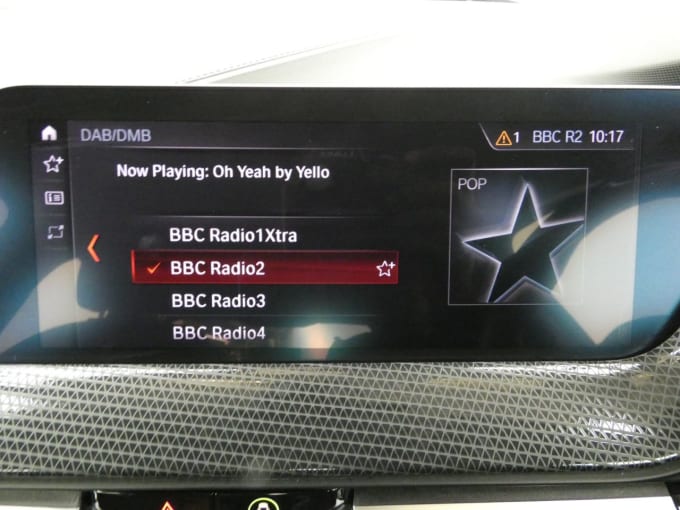 DAB/DMB
1 BBC R2 10:17
Now Playing: Oh Yeah by Yello
POP
BBC Radio1Xtra
BBC Radio2
BBC Radio3
BBC Radio4